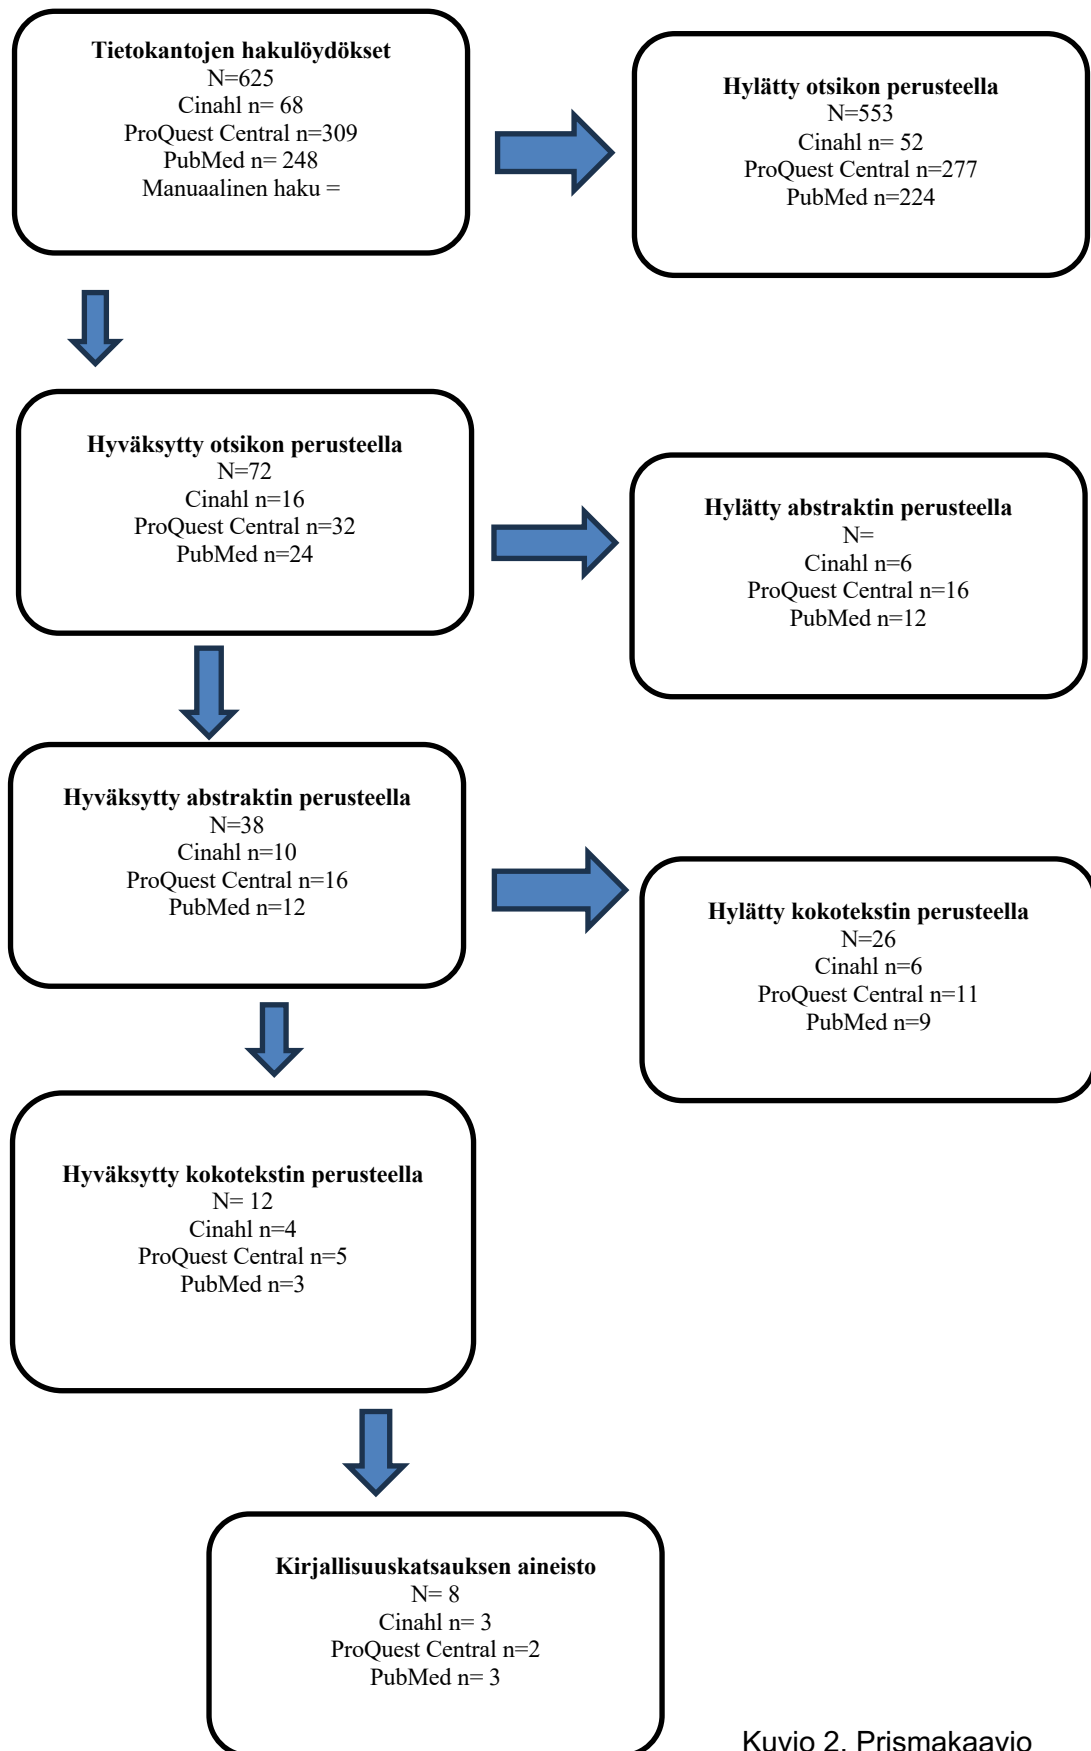 Tietokantojen hakulöydökset
N=625
Cinahl n= 68
ProQuest Central n=309
PubMed n= 248
Manuaalinen haku =
Hylätty otsikon perusteella
N=553
Cinahl n= 52
ProQuest Central n=277
PubMed n=224
Hyväksytty otsikon perusteella
N=72
Cinahl n=16
ProQuest Central n=32
PubMed n=24
Hylätty abstraktin perusteella
N=
Cinahl n=6
ProQuest Central n=16
PubMed n=12
Hyväksytty abstraktin perusteella
N=38
Cinahl n=10
ProQuest Central n=16
PubMed n=12
Hylätty kokotekstin perusteella
N=26
Cinahl n=6
ProQuest Central n=11
PubMed n=9
Hyväksytty kokotekstin perusteella
N= 12
Cinahl n=4
ProQuest Central n=5
PubMed n=3
Kirjallisuuskatsauksen aineisto
N= 8
Cinahl n= 3
ProQuest Central n=2
PubMed n= 3
Kuvio 2. Prismakaavio